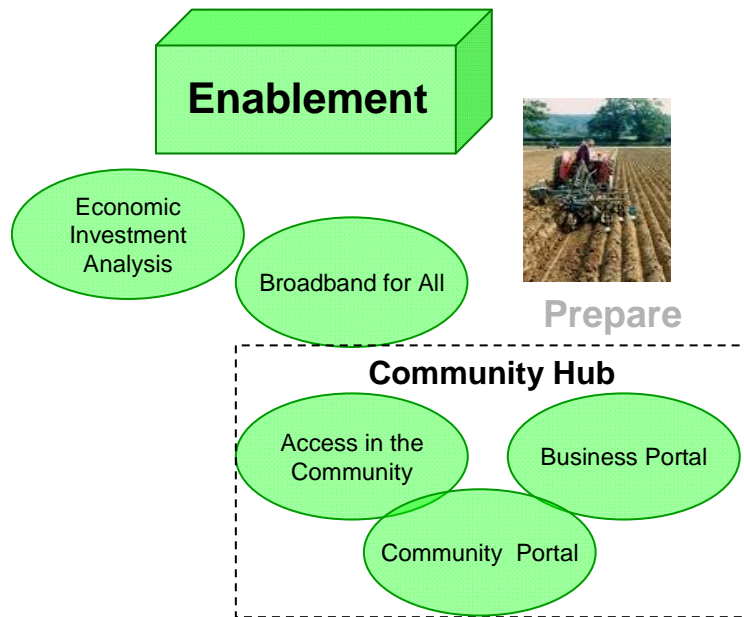 Enablement
Economic
Investment
Analysis
Broadband for All
Prepare
Community Hub
Access in the
Community
Business Portal
Community Portal